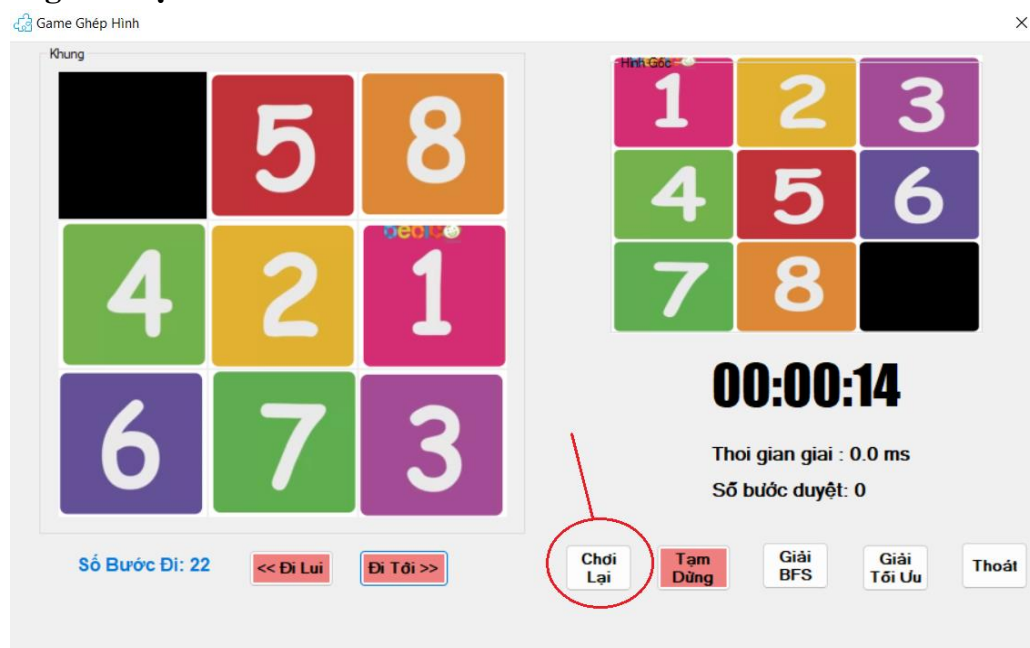 Game Ghép Hình
Khung
5 8
4 2 1
6 7 3
Hình Gốc
1 2 3
4 5 6
7 8
00:00:14
Thoi gian giai : 0.0 ms
Số bước duyệt: 0
Số Bước Đi: 22
<< Đi Lui
Đi Tới >>
Chơi
Lại
Tạm
Dừng
Giải
BFS
Giải
Tối Ưu
Thoát